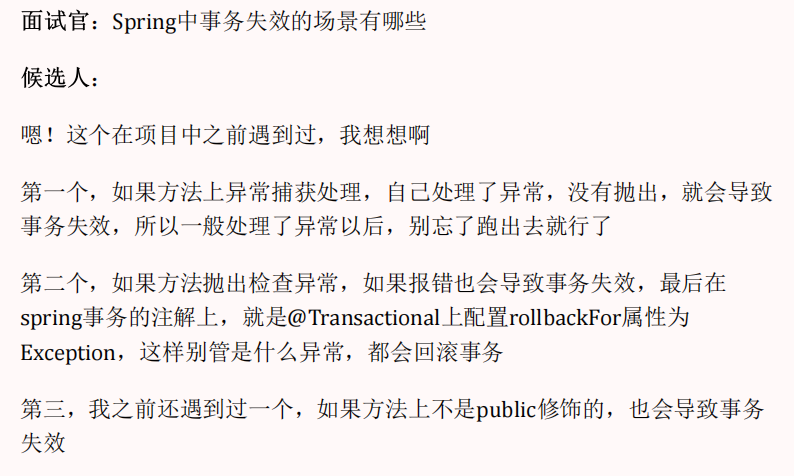 面试官：Spring中事务失效的场景有哪些
候选人：
嗯！这个在项目中之前遇到过，我想想啊
第一个，如果方法上异常捕获处理，自己处理了异常，没有抛出，就会导致
事务失效，所以一般处理了异常以后，别忘了跑出去就行了
第二个，如果方法抛出检查异常，如果报错也会导致事务失效，最后在
spring事务的注解上，就是@Transactional上配置rollbackFor属性为
Exception，这样别管是什么异常，都会回滚事务
第三，我之前还遇到过一个，如果方法上不是public修饰的，也会导致事务
失效